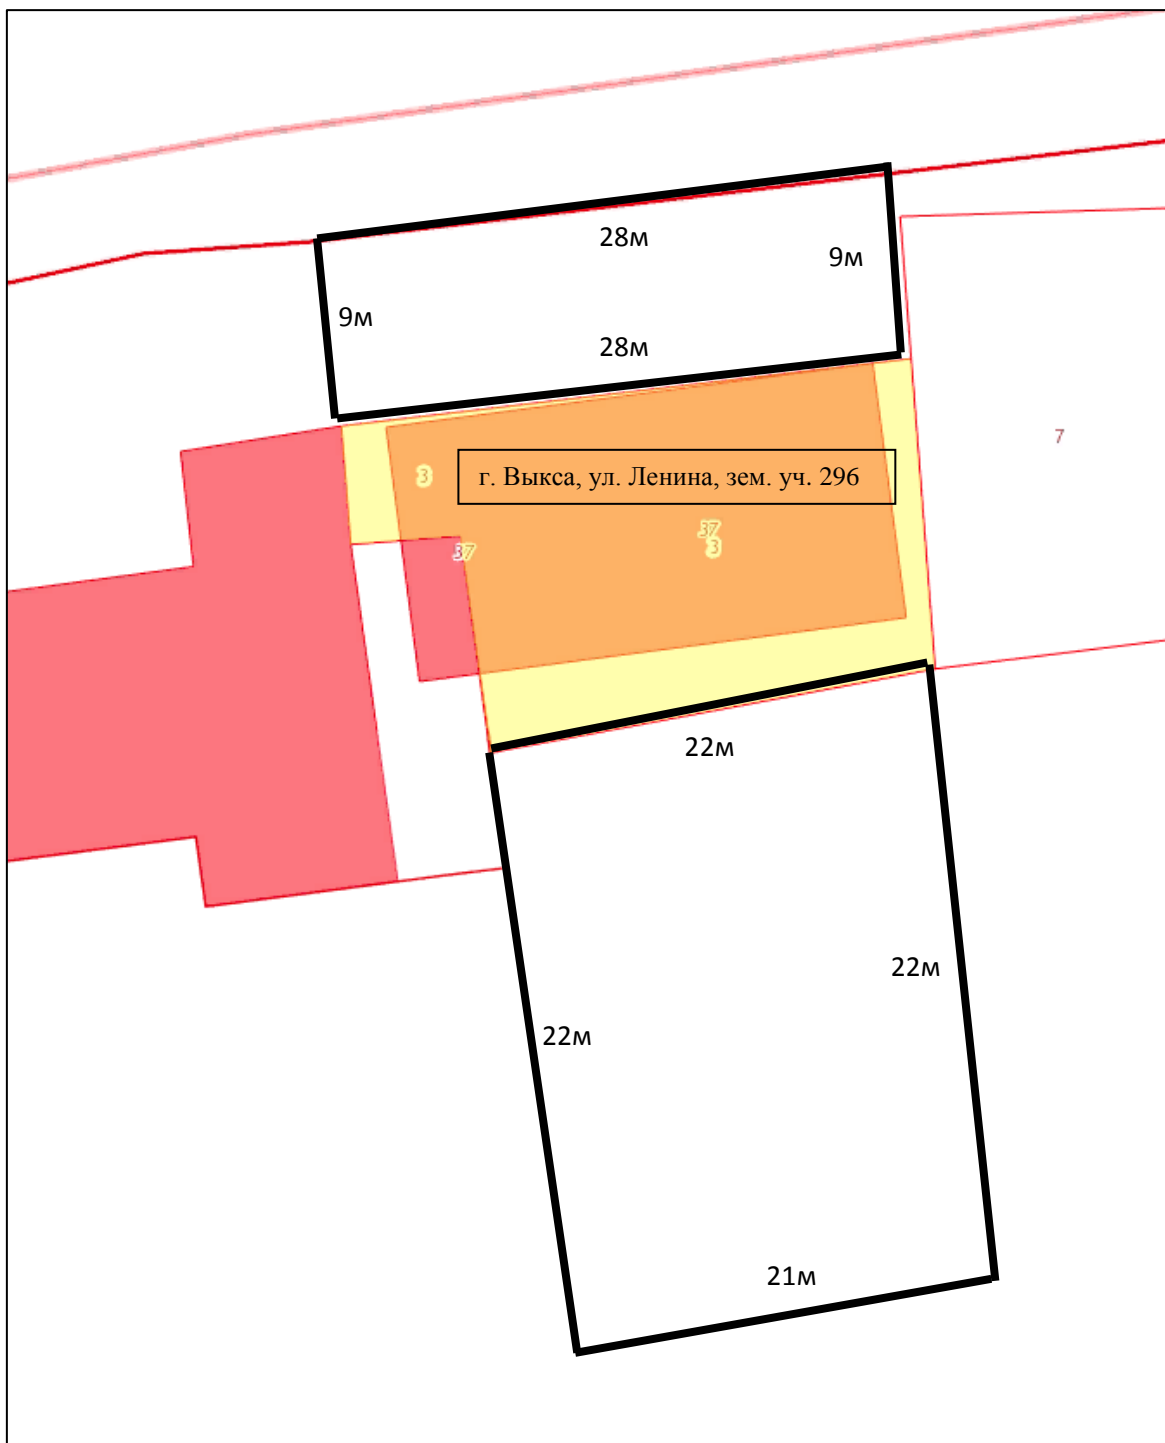 28м
9м
9м
28м
7
3
г. Выкса, ул. Ленина, зем. уч. 296
37
3
37
22м
22м
22м
21м